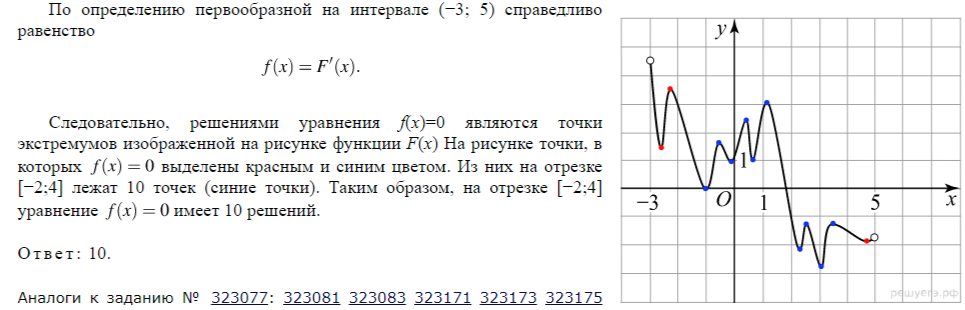 По определению первообразной на интервале (−3; 5) справедливо
равенство
f(x) = F′(x).
Следовательно, решениями уравнения f(x)=0 являются точки
экстремумов изображенной на рисунке функции F(x) На рисунке точки, в
которых f(x) = 0 выделены красным и синим цветом. Из них на отрезке
[−2;4] лежат 10 точек (синие точки). Таким образом, на отрезке [−2;4]
уравнение f(x) = 0 имеет 10 решений.
Ответ: 10.
Аналоги к заданию № 323077: 323081 323083 323171 323173 323175
y
1
−3
O
1
5
x
решуегэ.рф